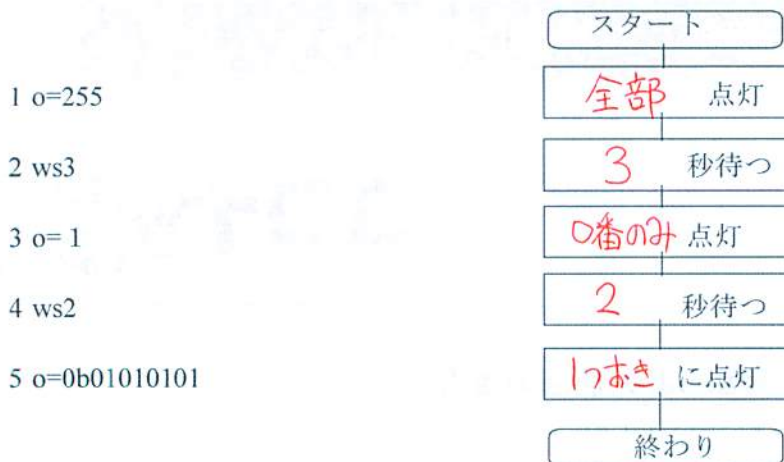 スタート
1 o=255
全部 点灯
2 ws3
3 秒待つ
3 o= 1
0番のみ 点灯
4 ws2
2 秒待つ
5 o=0b01010101
1つおき に点灯
終わり